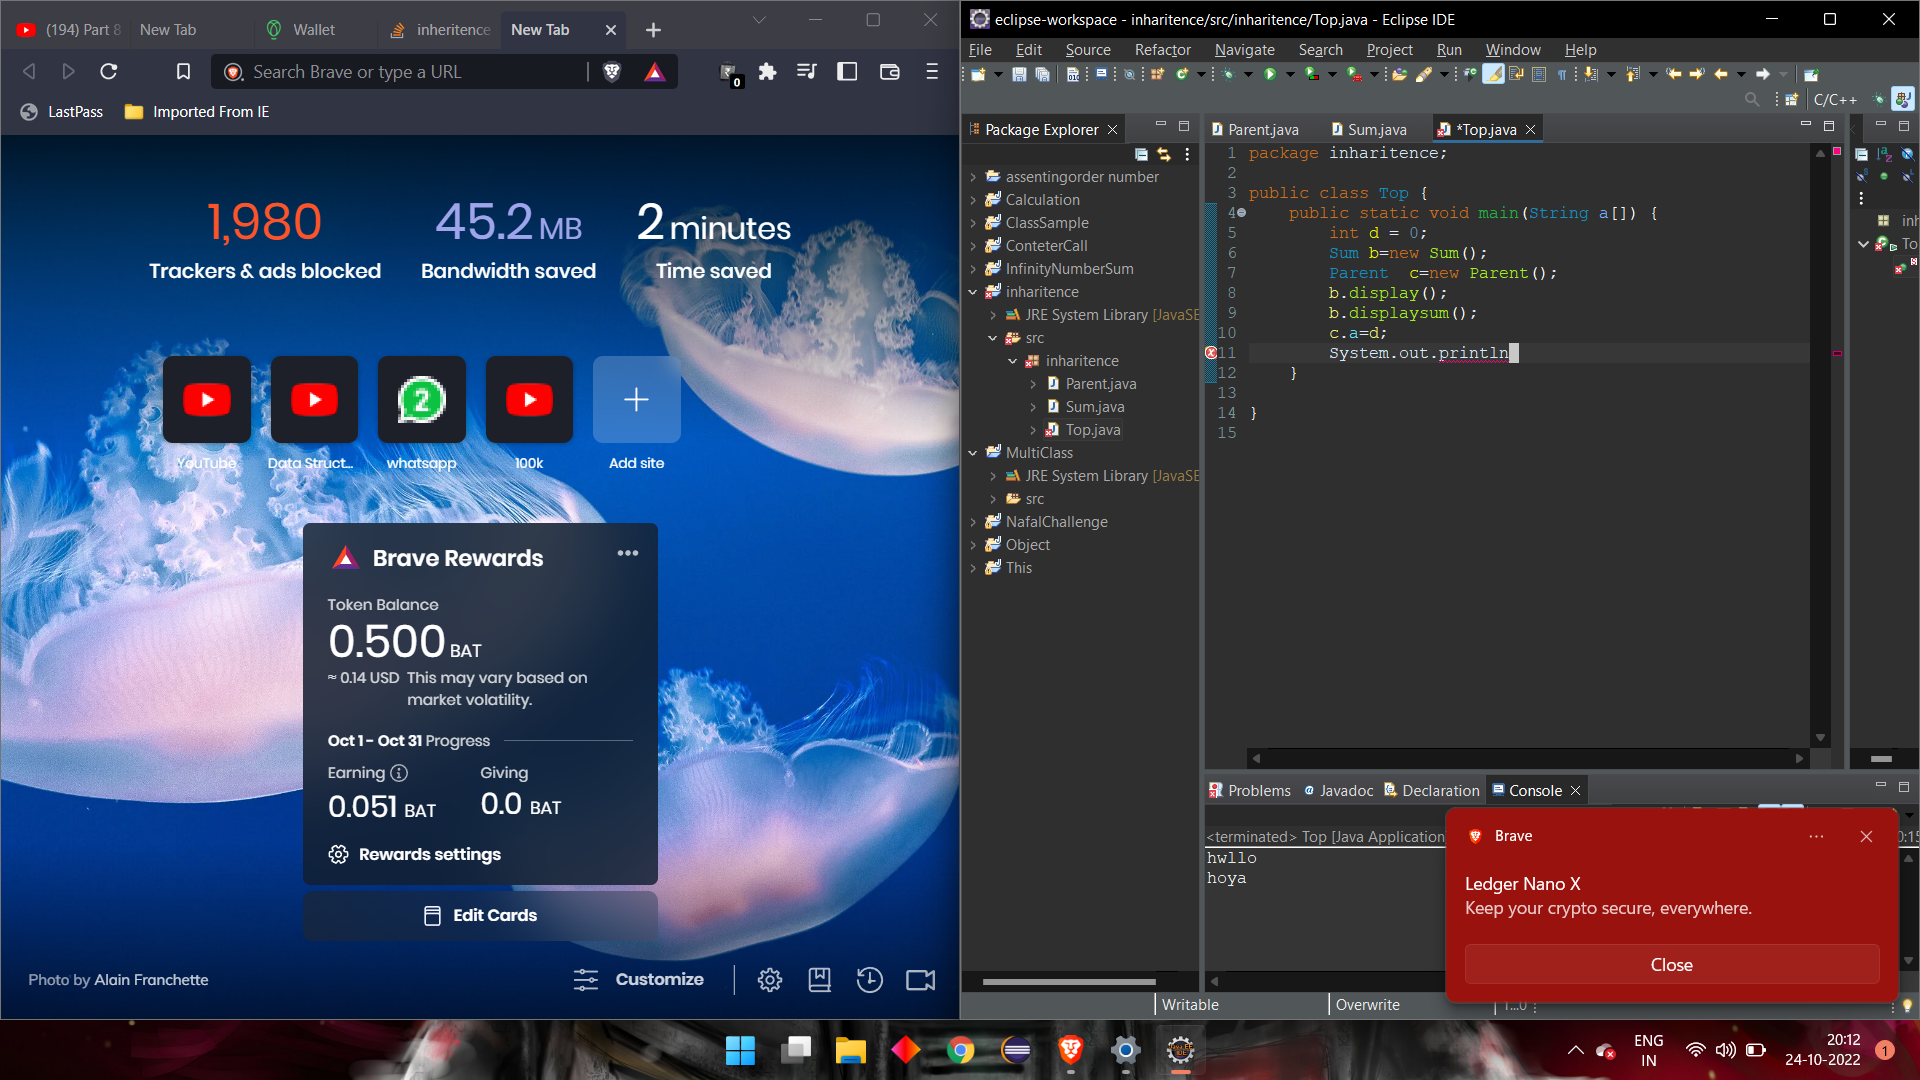 (194) Part 8
New Tab
Wallet
inheritence
New Tab
Search Brave or type a URL
0
LastPass
Imported From IE
1,980
Trackers & ads blocked
45.2 MB
Bandwidth saved
2 minutes
Time saved
2
YouTube
Data Struct...
whatsapp
100k
Add site
Brave Rewards
Token Balance
0.500 BAT
≈ 0.14 USD This may vary based on
market volatility.
Oct 1 - Oct 31 Progress
Earning
Giving
0.051 BAT
0.0 BAT
Rewards settings
Edit Cards
Photo by Alain Franchette
Customize
eclipse-workspace - inharitence/src/inharitence/Top.java - Eclipse IDE
File Edit Source Refactor Navigate Search Project Run Window Help
C/C++
Package Explorer
assentingorder number
Calculation
ClassSample
ConteterCall
InfinityNumberSum
inharitence
JRE System Library [JavaSE
src
inharitence
Parent.java
Sum.java
Top.java
MultiClass
JRE System Library [JavaSE
src
NafalChallenge
Object
This
Parent.java
Sum.java
*Top.java
1 package inharitence;
2
3 public class Top {
4 public static void main(String a[]) {
5 int d = 0;
6 Sum b=new Sum();
7 Parent  c=new Parent();
8 b.display();
9 b.displaysum();
10 c.a=d;
11 System.out.println
12 }
13
14 }
15
inh
To
Problems
Javadoc
Declaration
Console
<terminated> Top [Java Application
0:15
hwllo
hoya
Brave
Ledger Nano X
Keep your crypto secure, everywhere.
Close
Writable
Overwrite
ENG
IN
20:12
24-10-2022
1